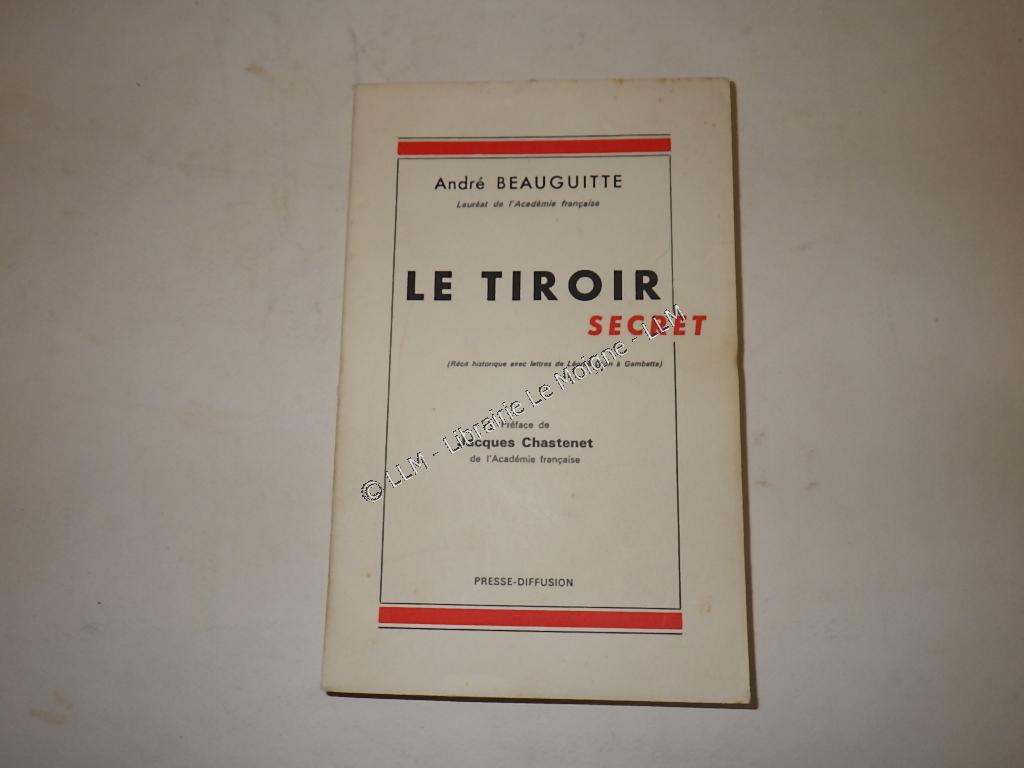 André BEAUGUITTE
Lauréat de l'Académie française
LE TIROIR
SECRET
(Récit historique avec lettres de à Gambetta)
Préface de
Jacques Chastenet
de l'Académie française
PRESSE-DIFFUSION
© LLM - Librairie Le Moigne - LLM